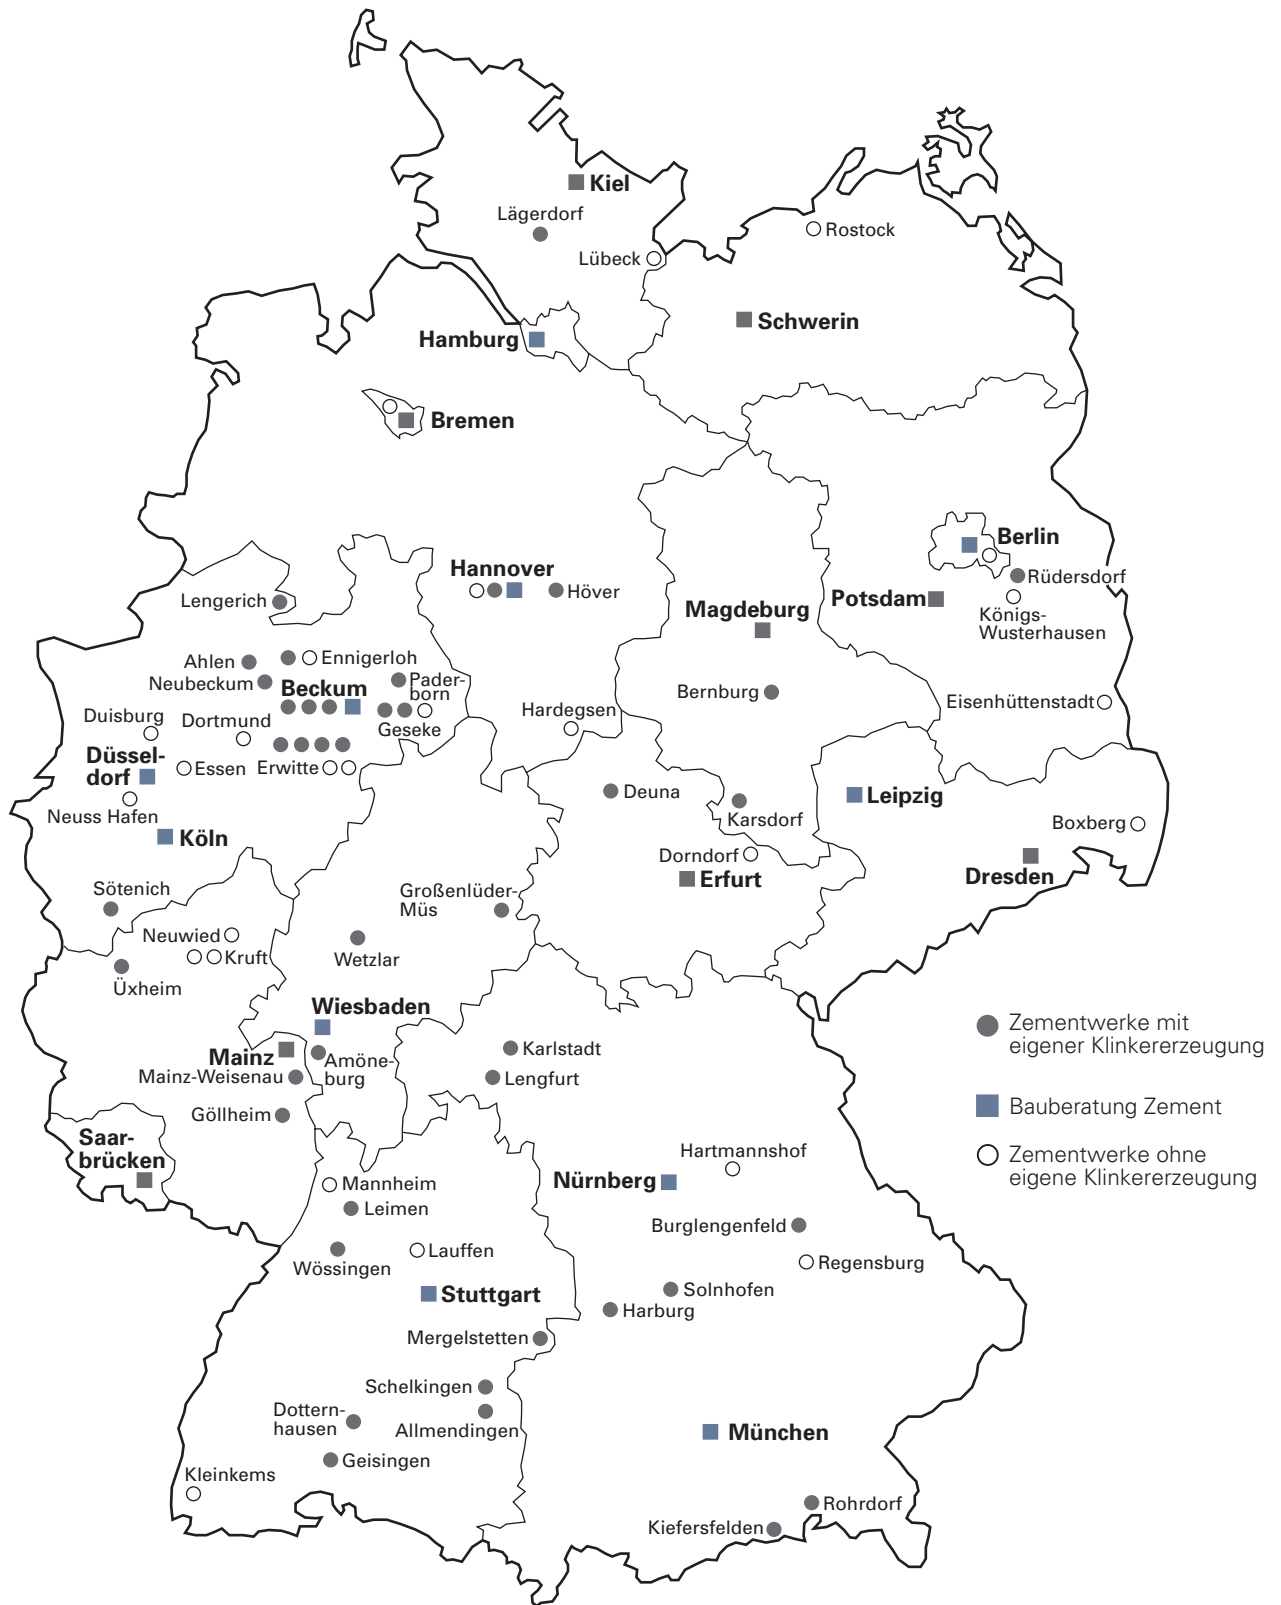 Kiel
Lägerdorf
Rostock
Lübeck
Schwerin
Hamburg
Bremen
Berlin
Hannover
Rüdersdorf
Höver
Potsdam
Lengerich
Magdeburg
Königs-
Wusterhausen
Ennigerloh
Ahlen
Neubeckum
Beckum
Pader-
born
Bernburg
Eisenhüttenstadt
Duisburg
Dortmund
Geseke
Hardegsen
Düssel-
dorf
Essen
Erwitte
Deuna
Leipzig
Neuss Hafen
Karsdorf
Boxberg
Köln
Dorndorf
Erfurt
Dresden
Sötenich
Großenlüder-
Müs
Neuwied
Kruft
Wetzlar
Üxheim
Wiesbaden
Zementwerke mit
eigener Klinkererzeugung
Mainz
Amöne-
burg
Karlstadt
Mainz-Weisenau
Lengfurt
Bauberatung Zement
Göllheim
Saar-
brücken
Hartmannshof
Zementwerke ohne
eigene Klinkererzeugung
Nürnberg
Mannheim
Leimen
Burglengenfeld
Lauffen
Wössingen
Regensburg
Stuttgart
Solnhofen
Harburg
Mergelstetten
Schelkingen
Dottern-
hausen
Allmendingen
München
Geisingen
Kleinkems
Rohrdorf
Kiefersfelden